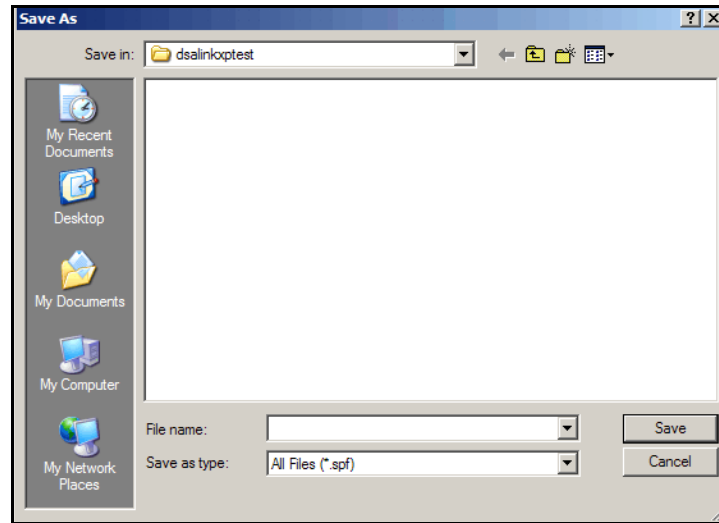 Save As
Save in: dsalinkxptest
My Recent
Documents
Desktop
My Documents
My Computer
My Network
Places
File name:
Save
Save as type: All Files (*.spf)
Cancel